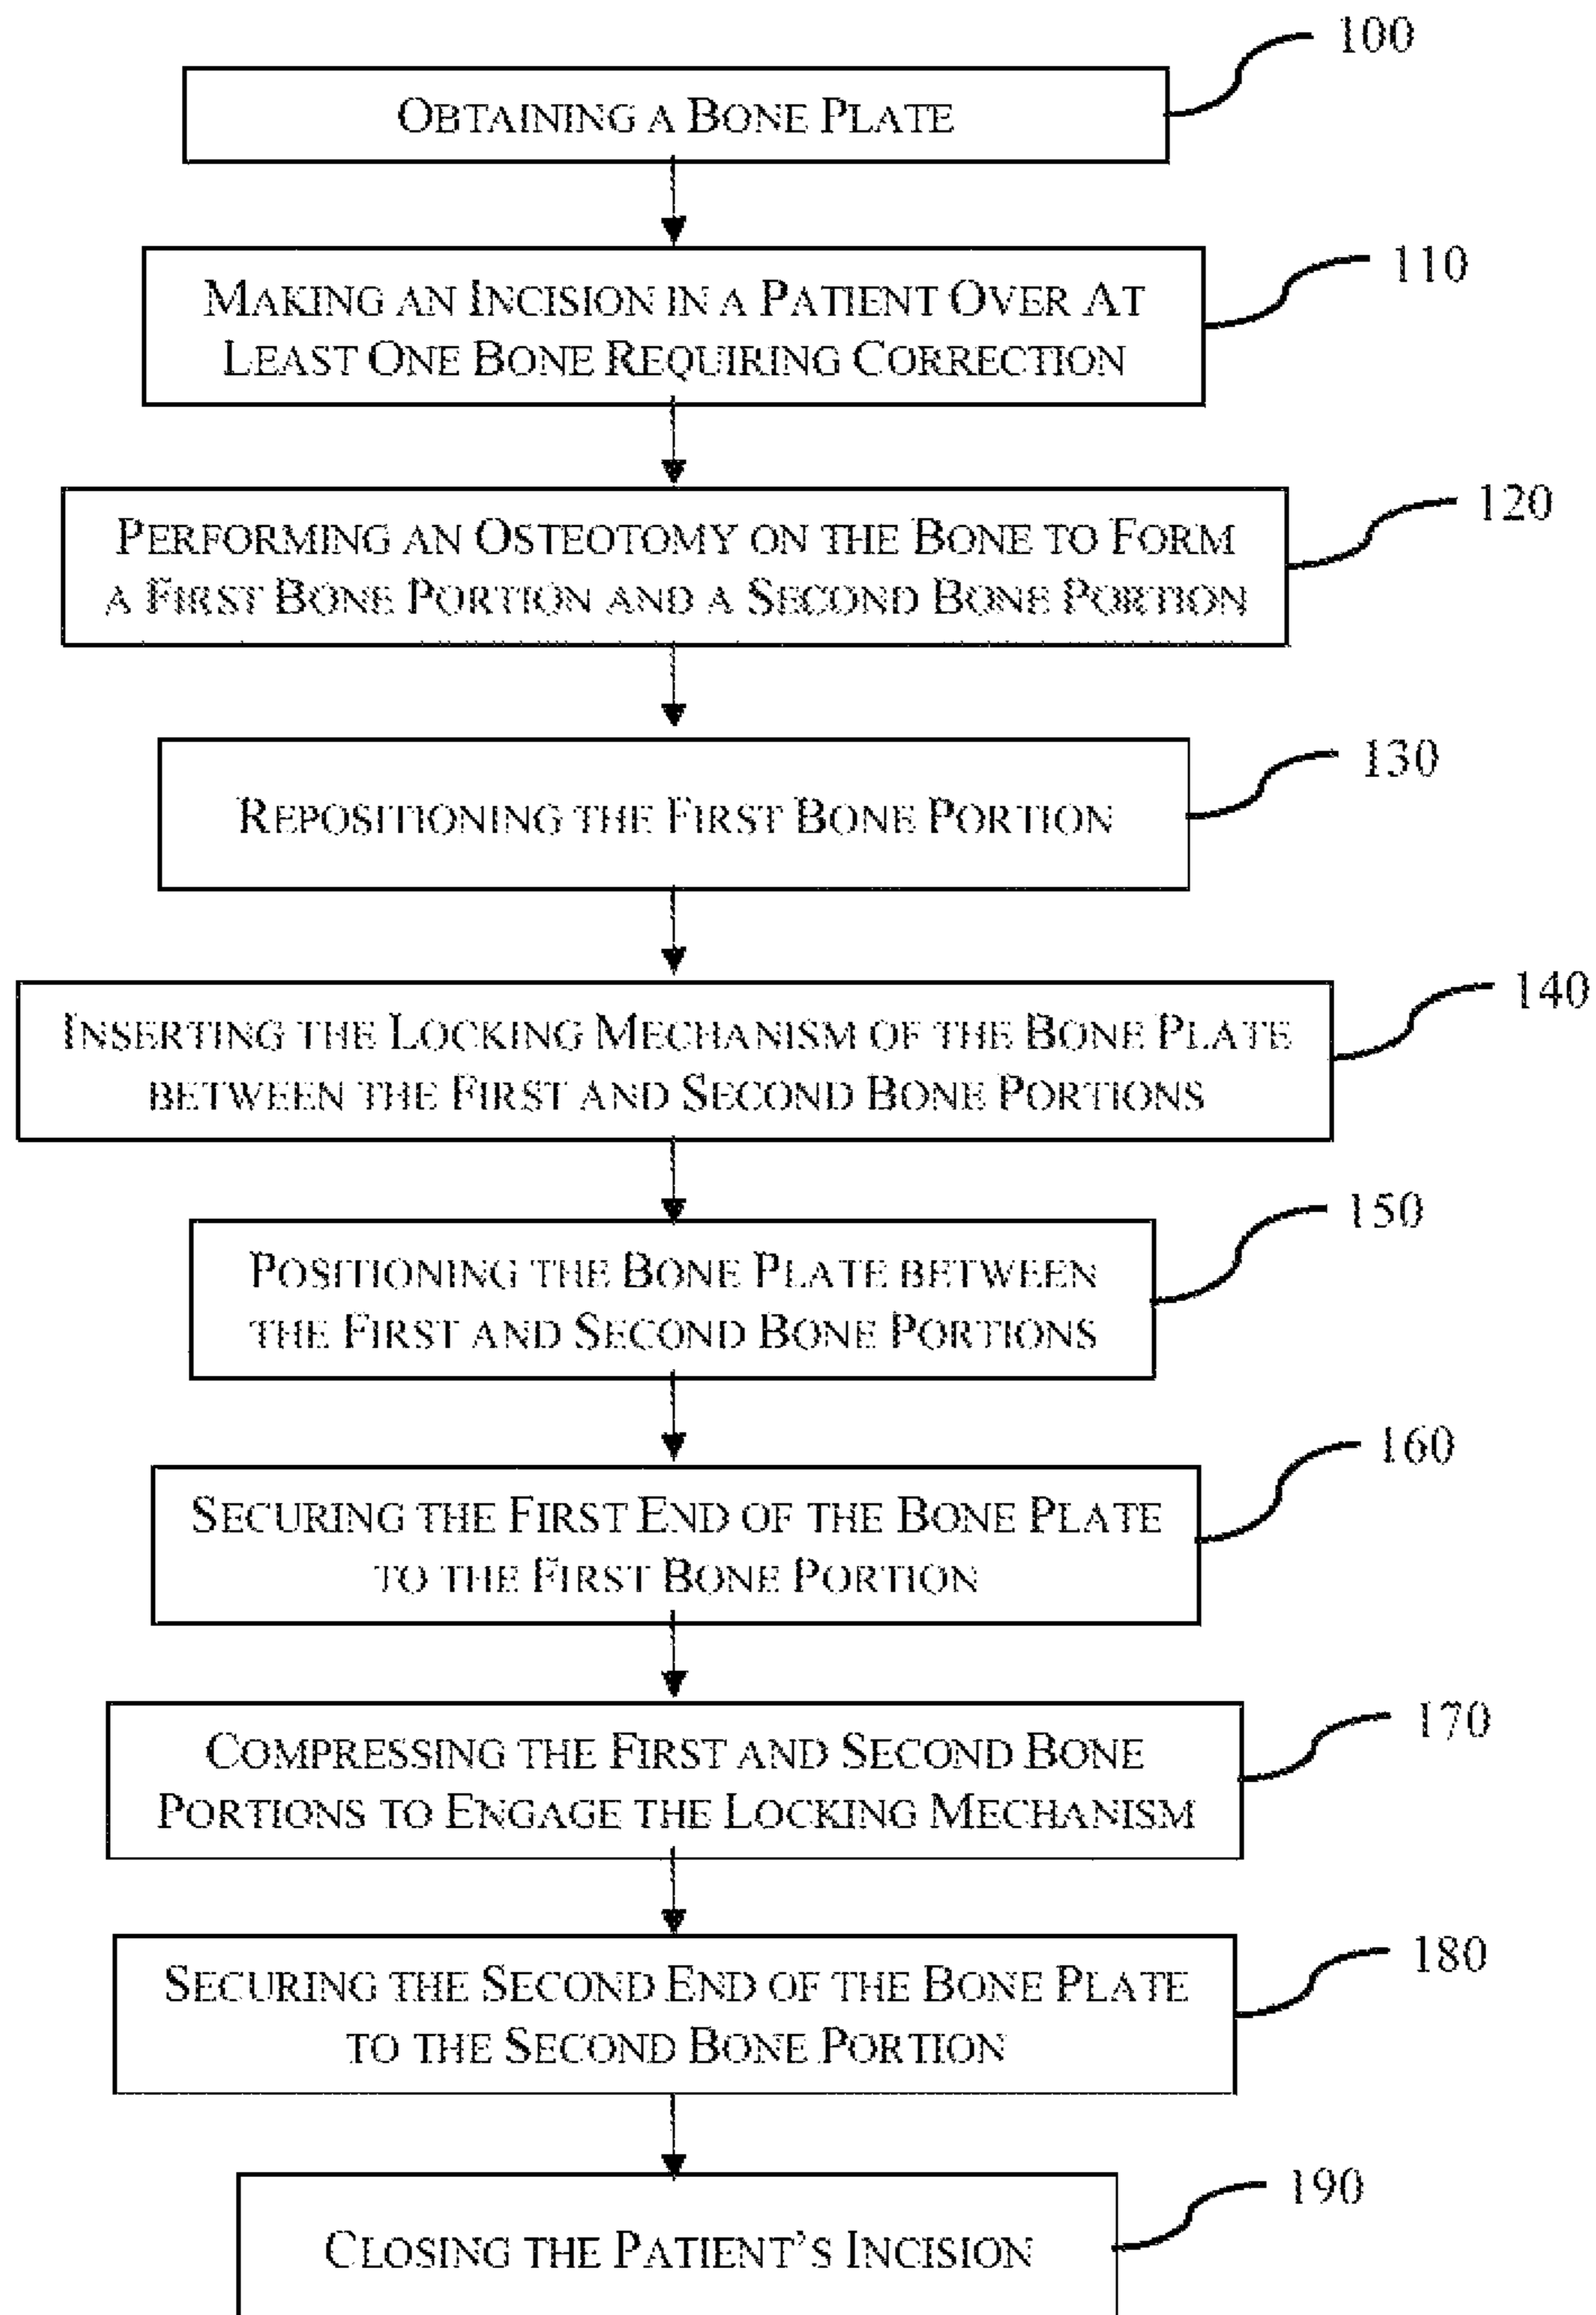 100
OBTAINING A BONE PLATE
110
MAKING AN INCISION IN A PATIENT OVER AT
LEAST ONE BONE REQUIRING CORRECTION
120
PERFORMING AN OSTEOTOMY ON THE BONE TO FORM
A FIRST BONE PORTION AND A SECOND BONE PORTION
130
REPOSITIONING THE FIRST BONE PORTION
140
INSERTING THE LOCKING MECHANISM OF THE BONE PLATE
BETWEEN THE FIRST AND SECOND BONE PORTIONS
150
POSITIONING THE BONE PLATE BETWEEN
THE FIRST AND SECOND BONE PORTIONS
160
SECURING THE FIRST END OF THE BONE PLATE
TO THE FIRST BONE PORTION
170
COMPRESSING THE FIRST AND SECOND BONE
PORTIONS TO ENGAGE THE LOCKING MECHANISM
180
SECURING THE SECOND END OF THE BONE PLATE
TO THE SECOND BONE PORTION
190
CLOSING THE PATIENT'S INCISION